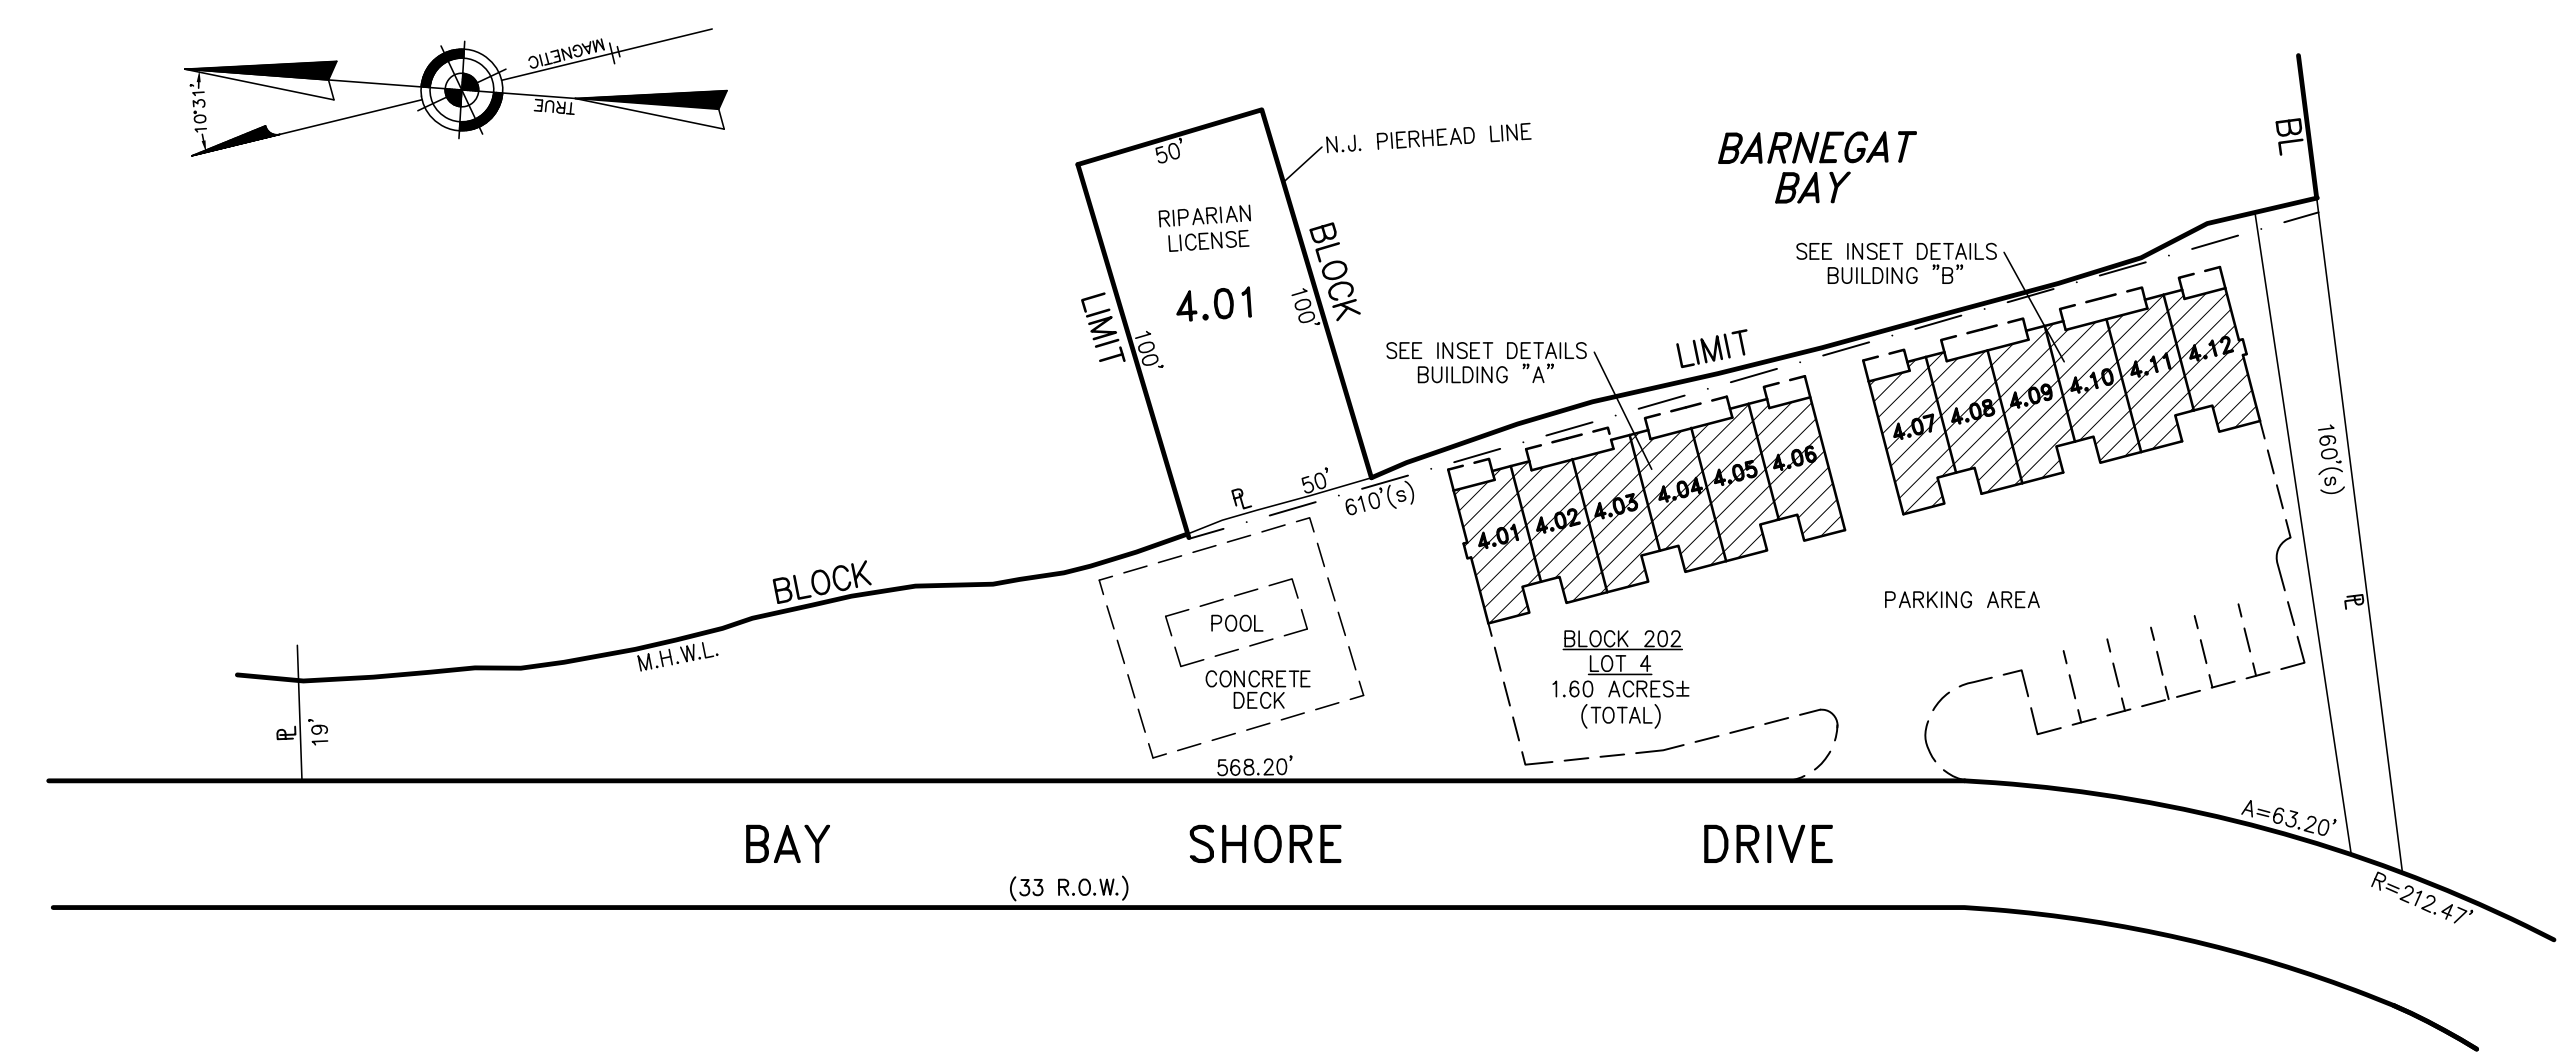 MAGNETIC
TRUE
10°31'
50'
N.J. PIERHEAD LINE
BARNEGAT
BAY
BL
RIPARIAN
LICENSE
4.01
LIMIT
100'
BLOCK
100'
SEE INSET DETAILS
BUILDING "B"
SEE INSET DETAILS
BUILDING "A"
LIMIT
PL
50'
610'(s)
4.01
4.02
4.03
4.04
4.05
4.06
4.07
4.08
4.09
4.10
4.11
4.12
160'(s)
PL
BLOCK
M.H.W.L.
POOL
CONCRETE
DECK
PARKING AREA
BLOCK 202
LOT 4
1.60 ACRES±
(TOTAL)
PL
19'
568.20'
A=63.20'
R=212.47'
BAY SHORE DRIVE
(33 R.O.W.)